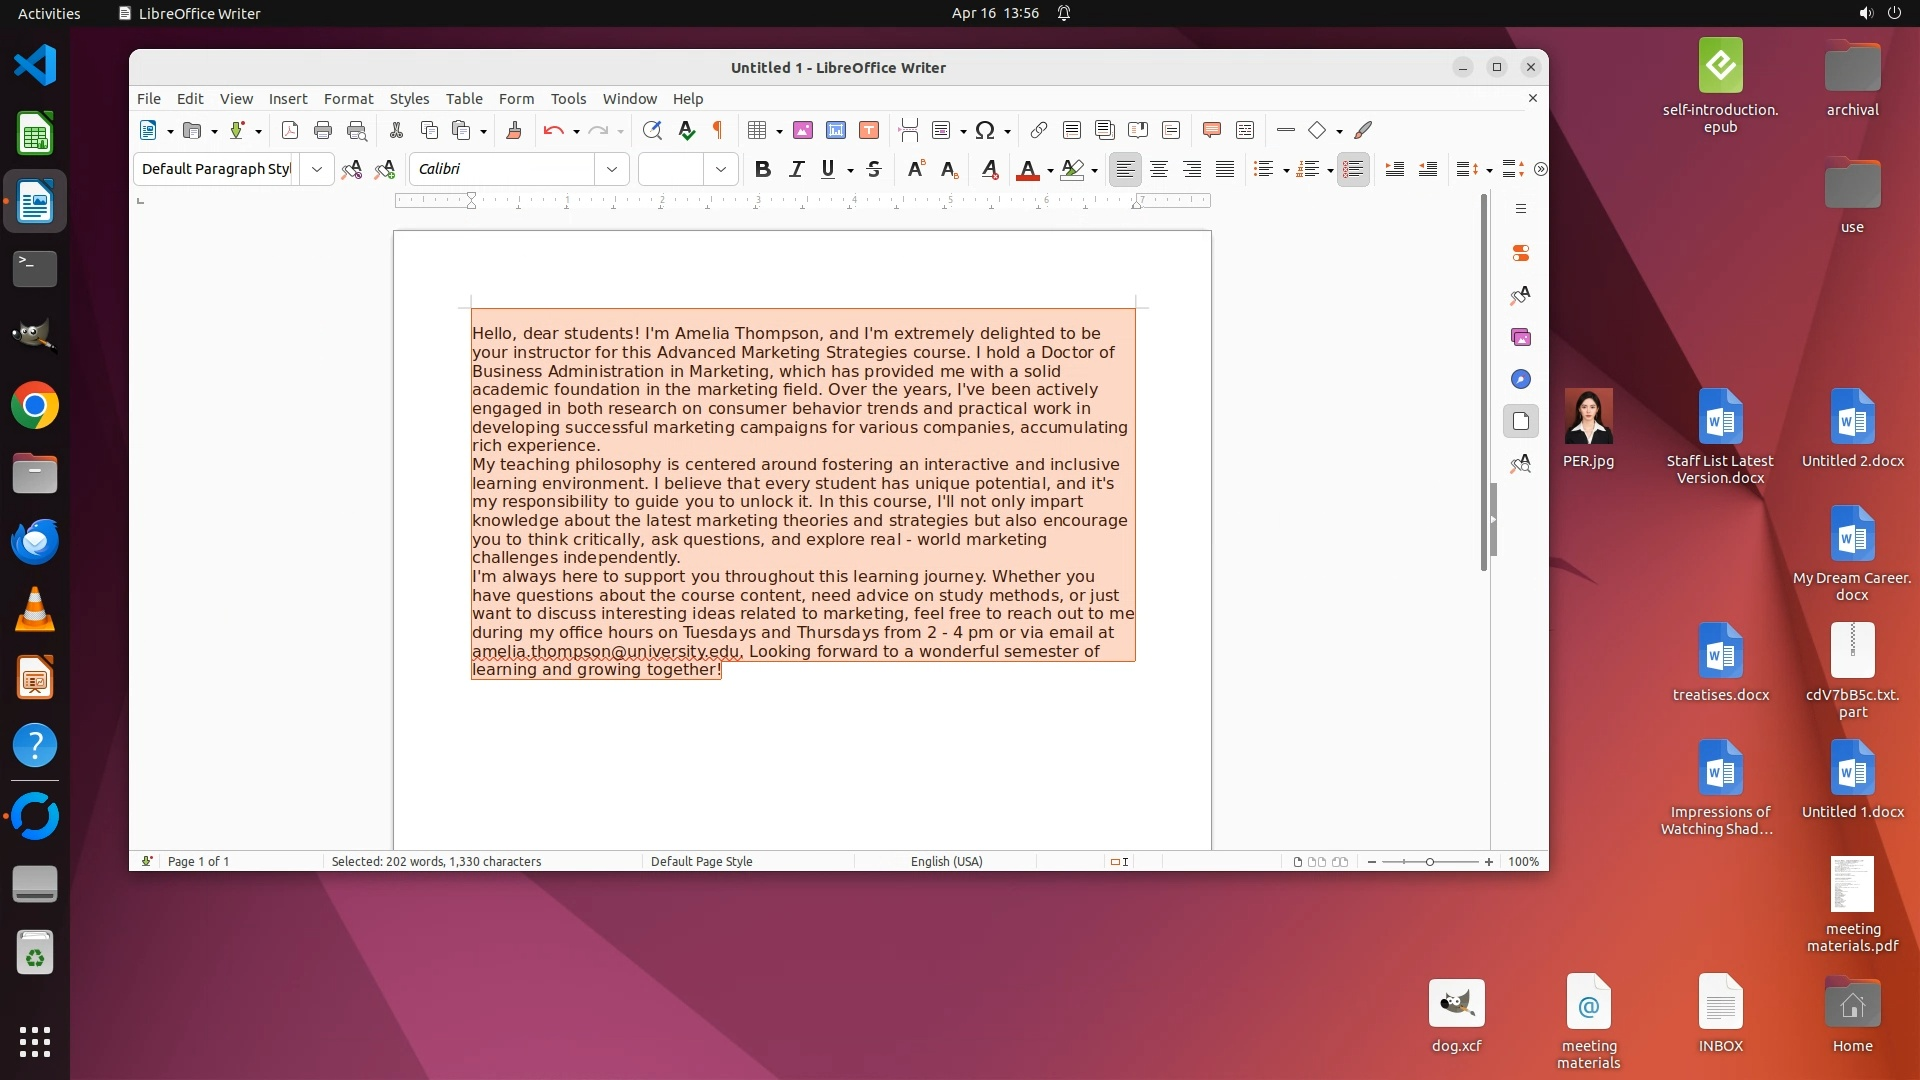 Activities
LibreOffice Writer
Apr 16 13:56
Untitled 1 - LibreOffice Writer
File Edit View Insert Format Styles Table Form Tools Window Help
Default Paragraph Styl
Calibri
1 2 3 4 5 6 7
Hello, dear students! I'm Amelia Thompson, and I'm extremely delighted to be
your instructor for this Advanced Marketing Strategies course. I hold a Doctor of
Business Administration in Marketing, which has provided me with a solid
academic foundation in the marketing field. Over the years, I've been actively
engaged in both research on consumer behavior trends and practical work in
developing successful marketing campaigns for various companies, accumulating
rich experience.
My teaching philosophy is centered around fostering an interactive and inclusive
learning environment. I believe that every student has unique potential, and it's
my responsibility to guide you to unlock it. In this course, I'll not only impart
knowledge about the latest marketing theories and strategies but also encourage
you to think critically, ask questions, and explore real - world marketing
challenges independently.
I'm always here to support you throughout this learning journey. Whether you
have questions about the course content, need advice on study methods, or just
want to discuss interesting ideas related to marketing, feel free to reach out to me
during my office hours on Tuesdays and Thursdays from 2 - 4 pm or via email at
amelia.thompson@university.edu. Looking forward to a wonderful semester of
learning and growing together!
Page 1 of 1
Selected: 202 words, 1,330 characters
Default Page Style
English (USA)
100%
self-introduction.
epub
archival
use
PER.jpg
Staff List Latest
Version.docx
Untitled 2.docx
My Dream Career.
docx
treatises.docx
cdV7bB5c.txt.
part
Impressions of
Watching Shad...
Untitled 1.docx
meeting
materials.pdf
dog.xcf
meeting
materials
INBOX
Home